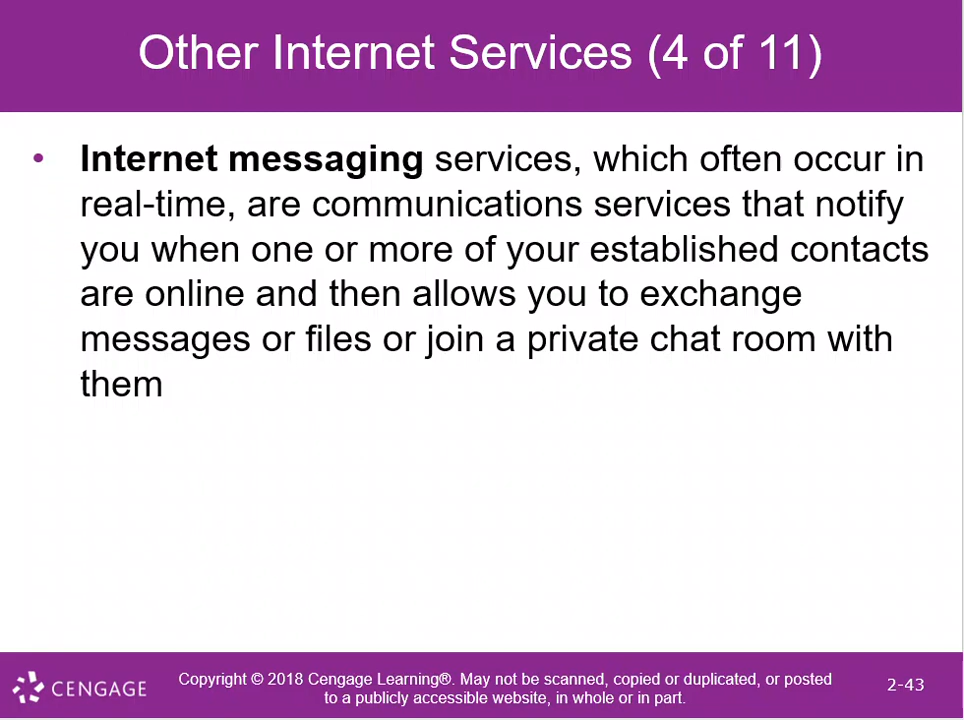 Other Internet Services (4 of 11)
• Internet messaging services, which often occur in
real-time, are communications services that notify
you when one or more of your established contacts
are online and then allows you to exchange
messages or files or join a private chat room with
them
CENGAGE
Copyright © 2018 Cengage Learning®. May not be scanned, copied or duplicated, or posted
to a publicly accessible website, in whole or in part.
2-43